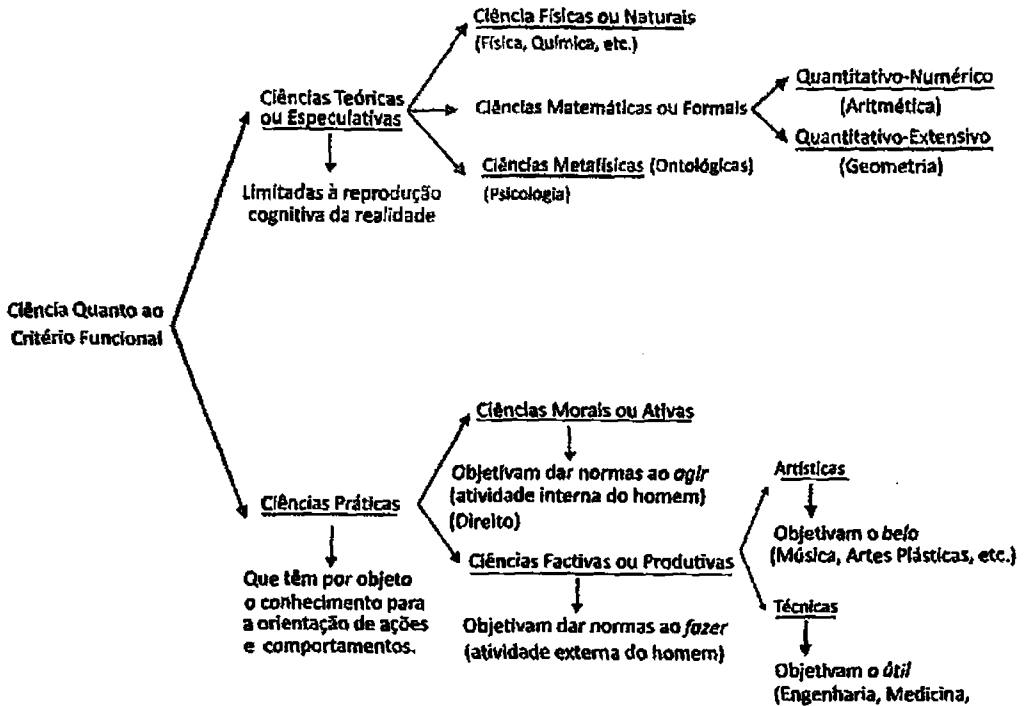 Ciência Físicas ou Naturais
(Física, Química, etc.)
Ciências Teóricas
ou Especulativas
Limitadas à reprodução
cognitiva da realidade
Ciências Matemáticas ou Formais
Quantitativo-Numérico
(Aritmética)
Quantitativo-Extensivo
(Geometria)
Ciências Metafísicas (Ontológicas)
(Psicologia)
Ciência Quanto ao
Critério Funcional
Ciências Práticas
Que têm por objeto
o conhecimento para
a orientação de ações
e comportamentos.
Ciências Morais ou Ativas
Objetivam dar normas ao agir
(atividade interna do homem)
(Direito)
Ciências Factivas ou Produtivas
Objetivam dar normas ao fazer
(atividade externa do homem)
Artísticas
Objetivam o belo
(Música, Artes Plásticas, etc.)
Técnicas
Objetivam o útil
(Engenharia, Medicina,